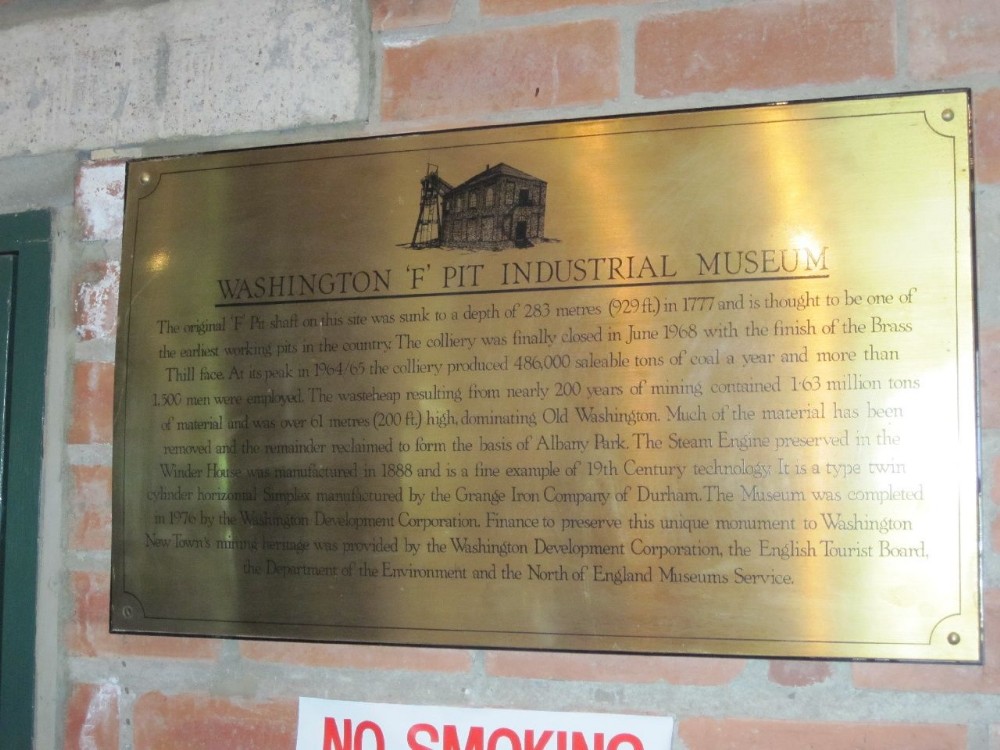 WASHINGTON 'F' PIT INDUSTRIAL MUSEUM
The original 'F' Pit shaft on this site was sunk to a depth of 283 metres (929ft.) in 1777 and is thought to be one of
the earliest working pits in the country. The colliery was finally closed in June 1968 with the finish of the Brass
Thill face. At its peak in 1964/65 the colliery produced 486,000 saleable tons of coal a year and more than
1,500 men were employed. The wasteheap resulting from nearly 200 years of mining contained 1·63 million tons
of material and was over 61 metres (200 ft.) high, dominating Old Washington. Much of the material has been
removed and the remainder reclaimed to form the basis of Albany Park. The Steam Engine preserved in the
Winder House was manufactured in 1888 and is a fine example of 19th Century technology. It is a type twin
cylinder horizontal Simplex manufactured by the Grange Iron Company of Durham. The Museum was completed
in 1976 by the Washington Development Corporation. Finance to preserve this unique monument to Washington
New Town's mining heritage was provided by the Washington Development Corporation, the English Tourist Board,
the Department of the Environment and the North of England Museums Service.
NO SMOKING